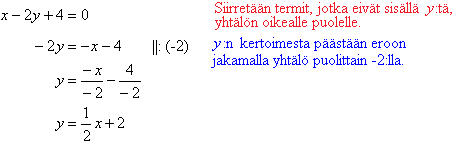 x − 2y + 4 = 0
Siirretään termit, jotka eivät sisällä y:tä,
yhtälön oikealle puolelle.
−2y = −x − 4 ||: (-2)
y:n kertoimesta päästään eroon
jakamalla yhtälö puolittain -2:lla.
y = −x/−2 − 4/−2
y = 1/2 x + 2